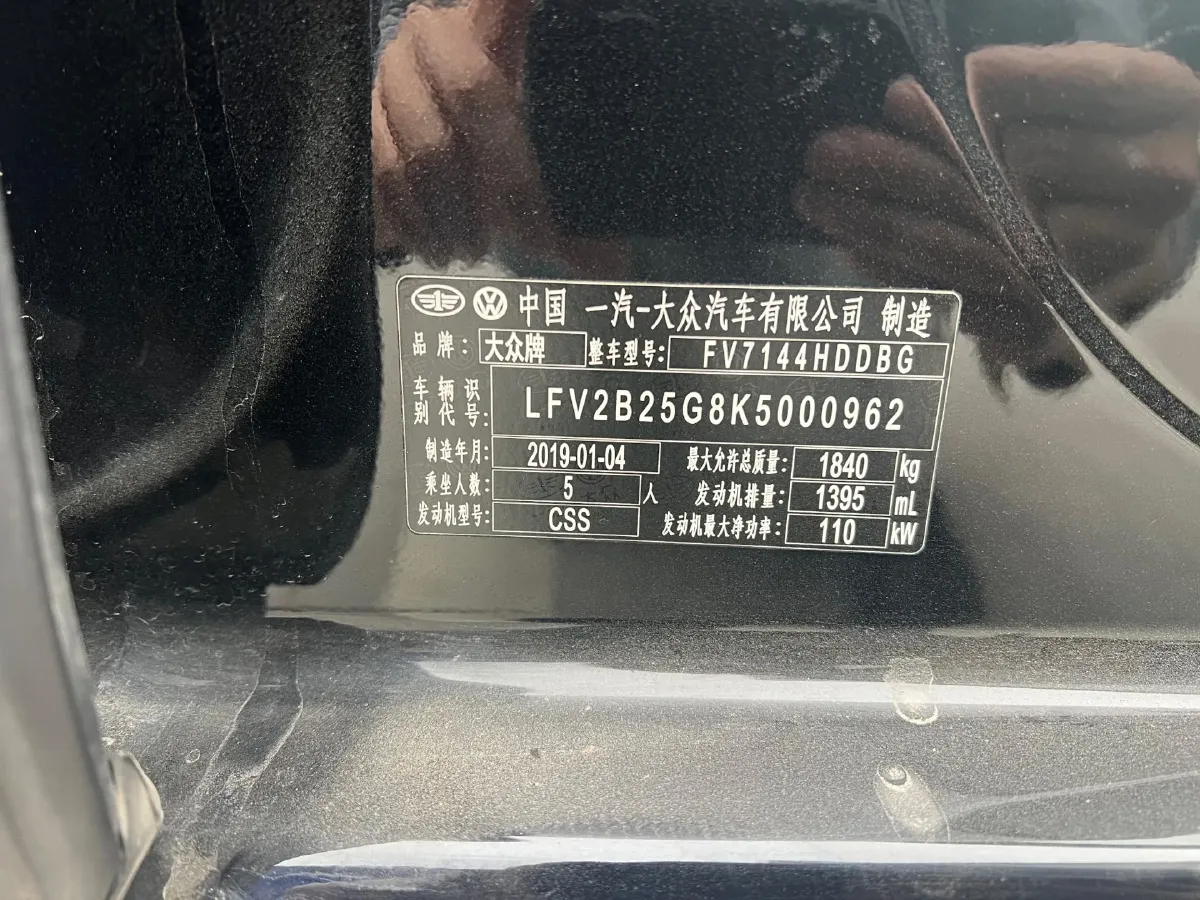 中国 一汽-大众汽车有限公司 制造
品牌: 大众牌 整车型号: FV7144HDDBG
车辆识别代号: LFV2B25G8K5000962
制造年月: 2019-01-04 最大允许总质量: 1840 kg
乘坐人数: 5 人 发动机排量: 1395 mL
发动机型号: CSS 发动机最大净功率: 110 kW